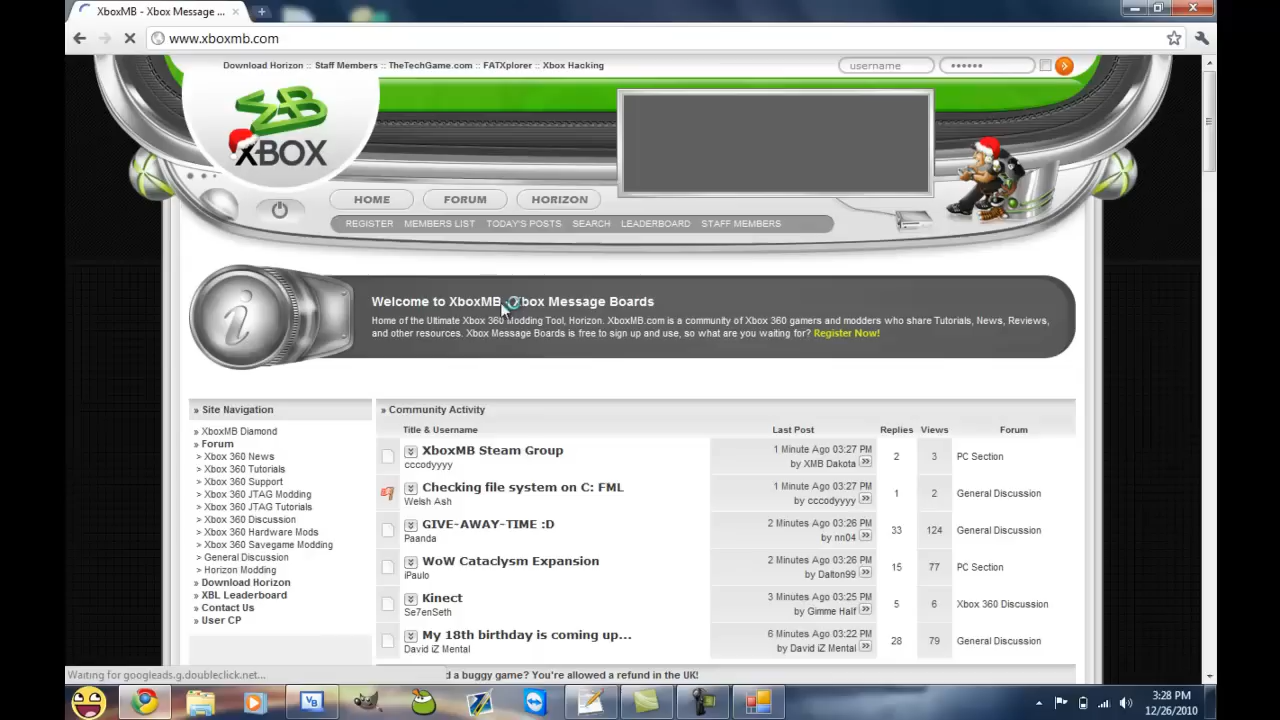 XboxMB - Xbox Message ...
www.xboxmb.com
Download Horizon :: Staff Members :: TheTechGame.com :: FATXplorer :: Xbox Hacking
username
••••••
MB
XBOX
HOME
FORUM
HORIZON
REGISTER MEMBERS LIST TODAY'S POSTS SEARCH LEADERBOARD STAFF MEMBERS
i
Welcome to XboxMB - Xbox Message Boards
Home of the Ultimate Xbox 360 Modding Tool, Horizon. XboxMB.com is a community of Xbox 360 gamers and modders who share Tutorials, News, Reviews,
and other resources. Xbox Message Boards is free to sign up and use, so what are you waiting for? Register Now!
» Site Navigation
» XboxMB Diamond
» Forum
> Xbox 360 News
> Xbox 360 Tutorials
> Xbox 360 Support
> Xbox 360 JTAG Modding
> Xbox 360 JTAG Tutorials
> Xbox 360 Discussion
> Xbox 360 Hardware Mods
> Xbox 360 Savegame Modding
> General Discussion
> Horizon Modding
» Download Horizon
» XBL Leaderboard
» Contact Us
» User CP
» Community Activity
Title & Username Last Post Replies Views Forum
XboxMB Steam Group
cccodyyyy
1 Minute Ago 03:27 PM
by XMB Dakota
2 3 PC Section
Checking file system on C: FML
Welsh Ash
1 Minute Ago 03:27 PM
by cccodyyyy
1 2 General Discussion
GIVE-AWAY-TIME :D
Paanda
2 Minutes Ago 03:26 PM
by nn04
33 124 General Discussion
WoW Cataclysm Expansion
iPaulo
2 Minutes Ago 03:26 PM
by Dalton99
15 77 PC Section
Kinect
Se7enSeth
3 Minutes Ago 03:25 PM
by Gimme Half
5 6 Xbox 360 Discussion
My 18th birthday is coming up...
David iZ Mental
6 Minutes Ago 03:22 PM
by David iZ Mental
28 79 General Discussion
Waiting for googleads.g.doubleclick.net...
d a buggy game? You're allowed a refund in the UK!
VB
3:28 PM
12/26/2010